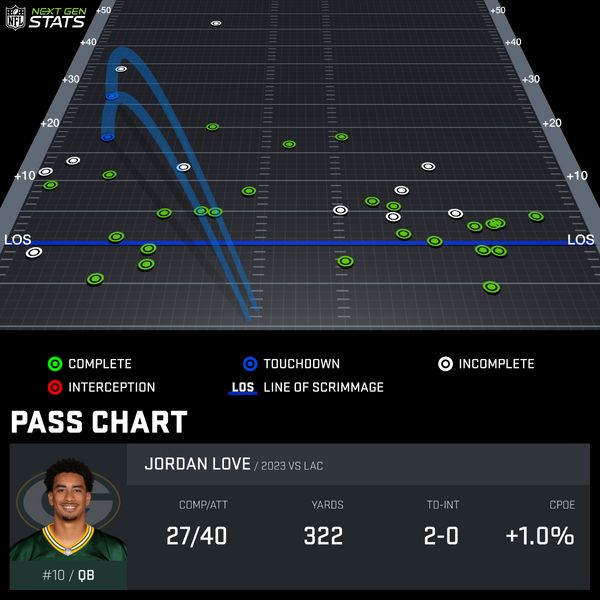 NFL NEXT GEN
STATS
+50 +50
+40 +40
+30 +30
+20 +20
+10 +10
LOS LOS
COMPLETE TOUCHDOWN INCOMPLETE
INTERCEPTION LOS LINE OF SCRIMMAGE
PASS CHART
JORDAN LOVE / 2023 VS LAC
COMP/ATT YARDS TD-INT CPOE
27/40 322 2-0 +1.0%
#10 / QB